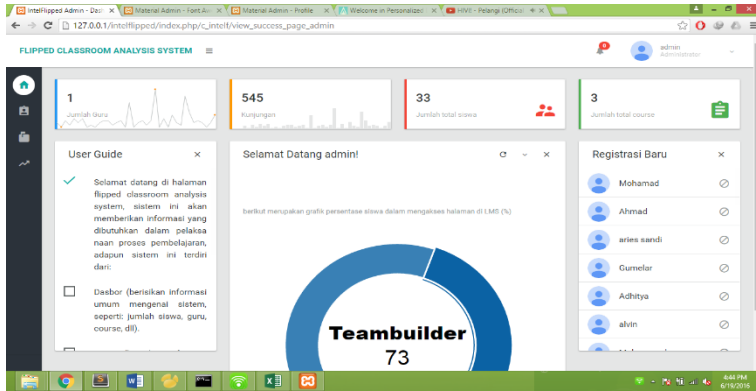 IntelFlipped Admin - Dash
Material Admin - Font Aw
Material Admin - Profile
Welcome in Personalized
HIVI! - Pelangi (Official
127.0.0.1/intelflipped/index.php/c_intelf/view_success_page_admin
FLIPPED CLASSROOM ANALYSIS SYSTEM
admin
Administrator
1
Jumlah Guru
545
Kunjungan
33
Jumlah total siswa
3
Jumlah total course
User Guide
Selamat datang di halaman
flipped classroom analysis
system, sistem ini akan
memberikan informasi yang
dibutuhkan dalam pelaksa
naan proses pembelajaran,
adapun sistem ini terdiri
dari:
Dasbor (berisikan informasi
umum mengenai sistem,
seperti: jumlah siswa, guru,
course, dll).
Selamat Datang admin!
berikut merupakan grafik persentase siswa dalam mengakses halaman di LMS (%)
Teambuilder
73
Registrasi Baru
Mohamad
Ahmad
aries sandi
Gumelar
Adhitya
alvin
4:44 PM
6/19/2016